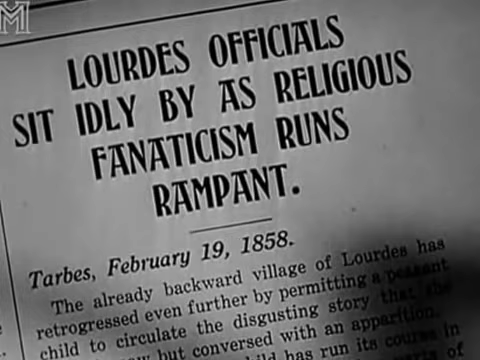 M
LOURDES OFFICIALS
SIT IDLY BY AS RELIGIOUS
FANATICISM RUNS
RAMPANT.
Tarbes, February 19, 1858.
The already backward village of Lourdes has
retrogressed even further by permitting a peasant
child to circulate the disgusting story that the
but conversed with an apparition.
has run its course in
of